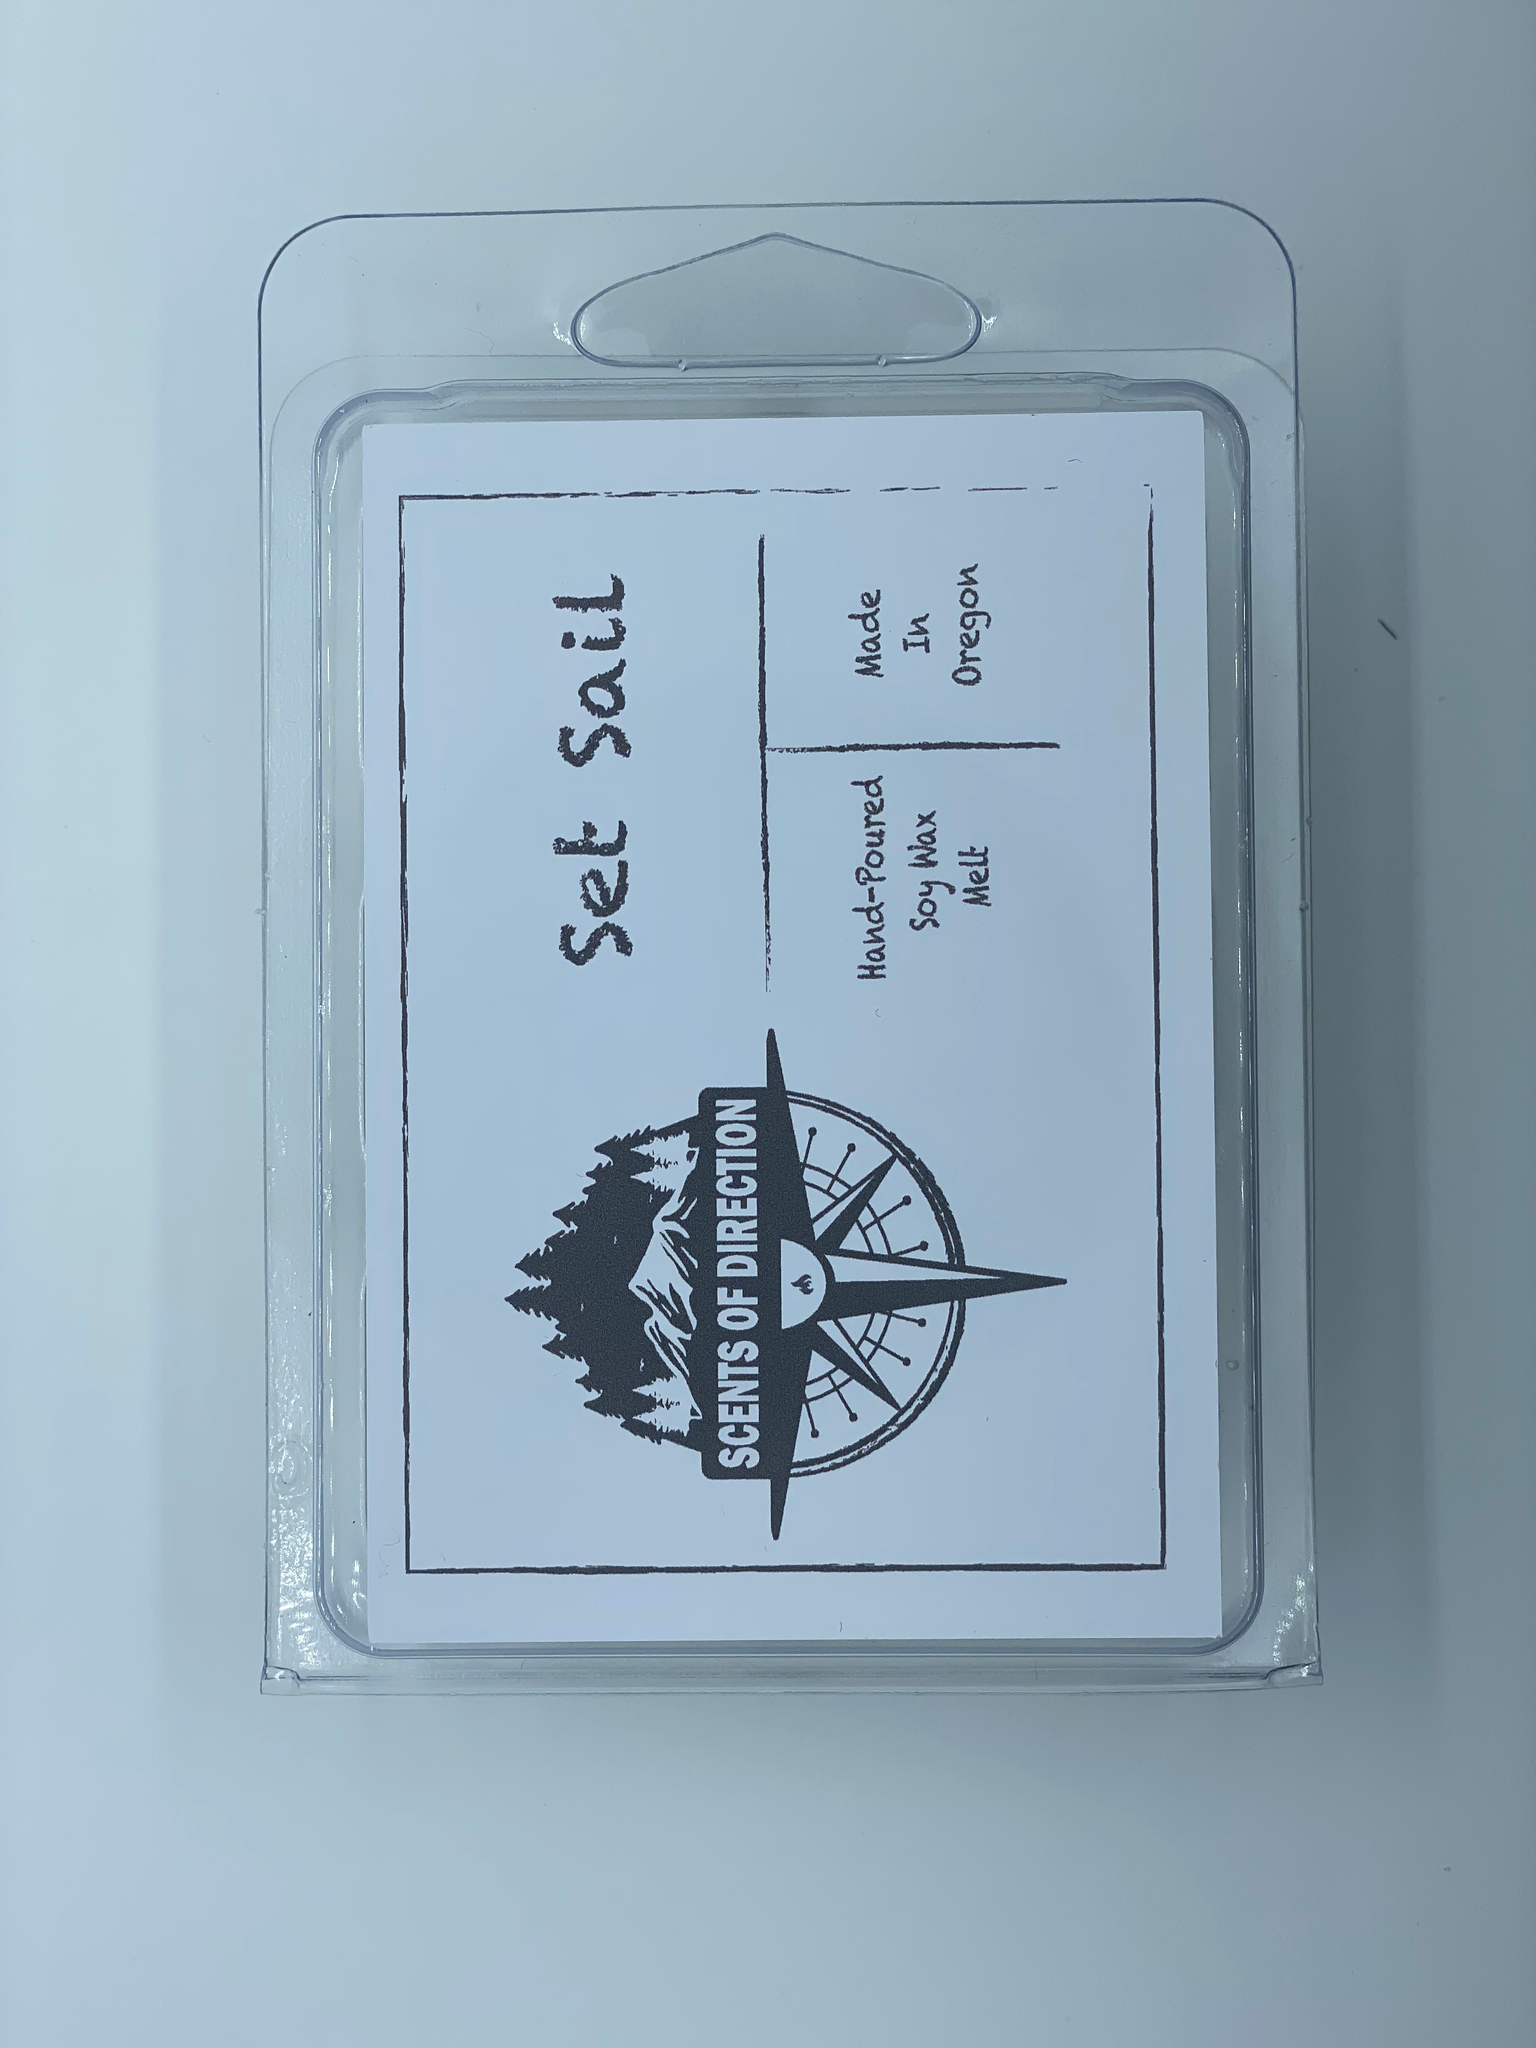 SCENTS OF DIRECTION
Set Sail
Hand-Poured
Soy Wax
Melt
Made
In
Oregon